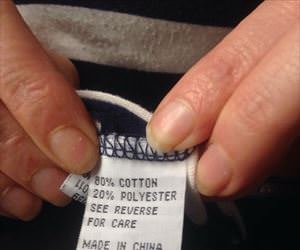 80% COTTON
20% POLYESTER
SEE REVERSE
FOR CARE
MADE IN CHINA